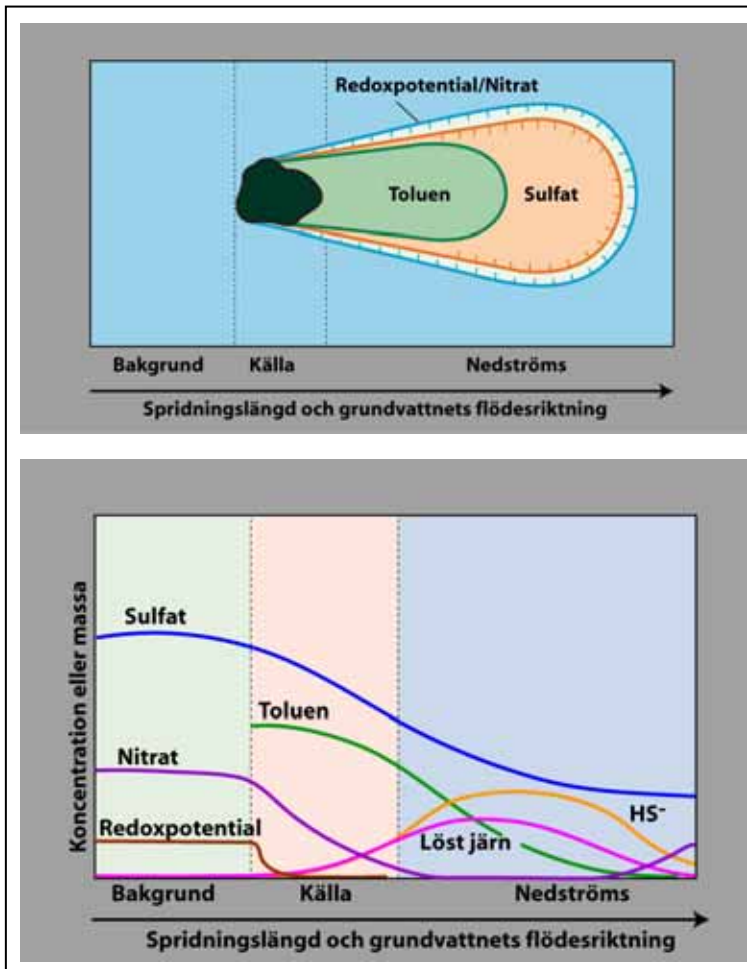 Redoxpotential/Nitrat
Toluen
Sulfat
Bakgrund
Källa
Nedströms
Spridningslängd och grundvattnets flödesriktning
Koncentration eller massa
Sulfat
Toluen
Nitrat
Redoxpotential
HS⁻
Löst järn
Bakgrund
Källa
Nedströms
Spridningslängd och grundvattnets flödesriktning